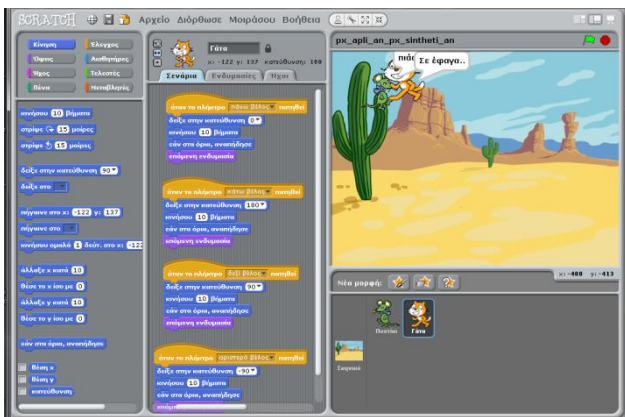 SCRATCH
Αρχείο Διόρθωσε Μοιράσου Βοήθεια
Κίνηση
Έλεγχος
Όψεις
Αισθητήρες
Ήχος
Τελεστές
Πένα
Μεταβλητές
κινήσου 10 βήματα
στρίψε 15 μοίρες
στρίψε 15 μοίρες
δείξε στην κατεύθυνση 90
δείξε στο
πήγαινε στο x: -122 y: 137
πήγαινε στο
κινήσου ομαλά 1 δεύτ. στο x: -122
άλλαξε x κατά 10
θέσε το x ίσο με 0
άλλαξε y κατά 10
θέσε το y ίσο με 0
εάν στα όρια, αναπήδησε
θέση x
θέση y
κατεύθυνση
Γάτα
x: -122 y: 137 κατεύθυνση: 180
Σενάρια
Ενδυμασίες
Ήχοι
όταν το πλήκτρο πάνω βέλος πατηθεί
δείξε στην κατεύθυνση 0
κινήσου 10 βήματα
εάν στα όρια, αναπήδησε
επόμενη ενδυμασία
όταν το πλήκτρο κάτω βέλος πατηθεί
δείξε στην κατεύθυνση 180
κινήσου 10 βήματα
εάν στα όρια, αναπήδησε
επόμενη ενδυμασία
όταν το πλήκτρο δεξί βέλος πατηθεί
δείξε στην κατεύθυνση 90
κινήσου 10 βήματα
εάν στα όρια, αναπήδησε
επόμενη ενδυμασία
όταν το πλήκτρο αριστερό βέλος πατηθεί
δείξε στην κατεύθυνση -90
κινήσου 10 βήματα
εάν στα όρια, αναπήδησε
px_apli_an_px_sintheti_an
Σε έφαγα..
Νέα μορφή:
Γάτα
Σκηνικό